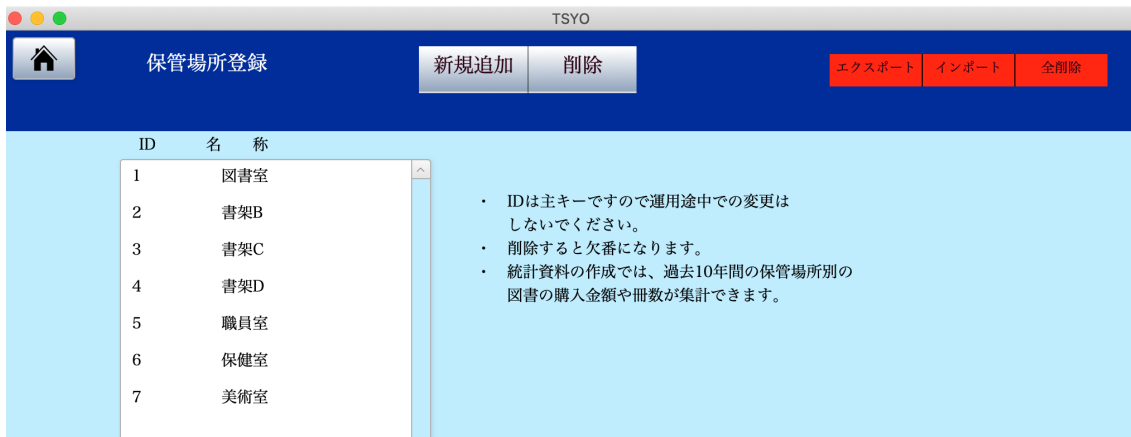 TSYO
保管場所登録
新規追加 削除
エクスポート インポート 全削除
ID 名　称
1 図書室
2 書架B
3 書架C
4 書架D
5 職員室
6 保健室
7 美術室
・ IDは主キーですので運用途中での変更は
しないでください。
・ 削除すると欠番になります。
・ 統計資料の作成では、過去10年間の保管場所別の
図書の購入金額や冊数が集計できます。